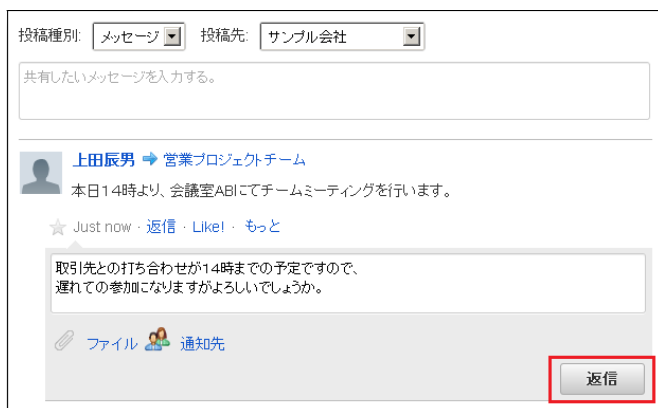 投稿種別: メッセージ 投稿先: サンプル会社
共有したいメッセージを入力する。
上田辰男 営業プロジェクトチーム
本日14時より、会議室ABにてチームミーティングを行います。
Just now · 返信 · Like! · もっと
取引先との打ち合わせが14時までの予定ですので、
遅れての参加になりますがよろしいでしょうか。
ファイル 通知先
返信